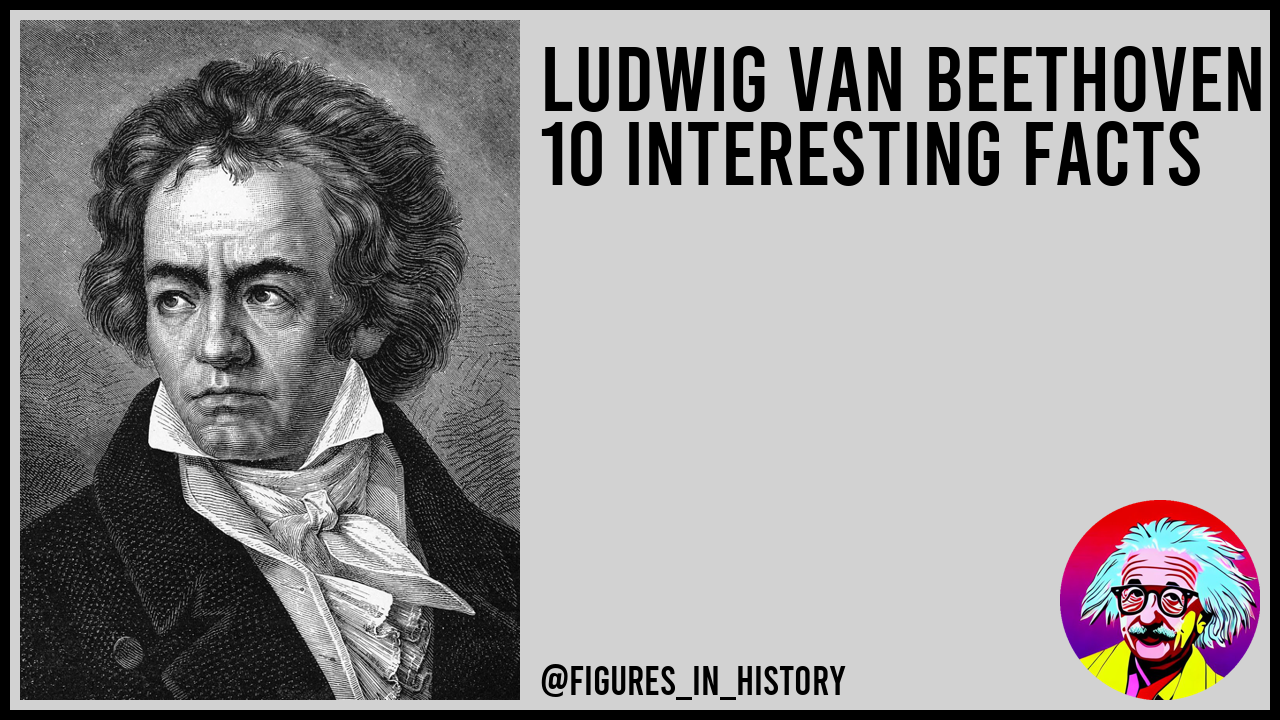 LUDWIG VAN BEETHOVEN
10 INTERESTING FACTS
@FIGURES_IN_HISTORY